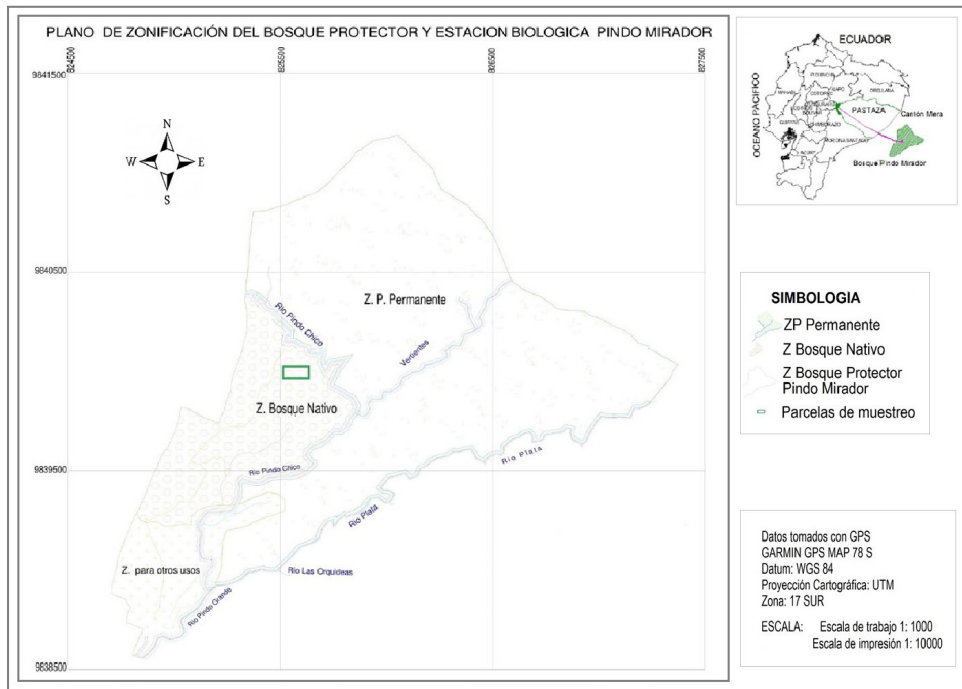 PLANO DE ZONIFICACIÓN DEL BOSQUE PROTECTOR Y ESTACION BIOLOGICA PINDO MIRADOR
824500
826500
827500
9841500
9840500
9839500
9838500
N
W E
S
Z. P. Permanente
Rio Pindo Chico
Vertientes
Z. Bosque Nativo
Rio Pindo Chico
Rio Plata
Rio Plata
Z. para otros usos
Rio Las Orquideas
Rio Pindo Grande
ECUADOR
OCEANO PACIFICO
ORELLANA
PASTAZA
Cantón Mera
Bosque Pindo Mirador
SIMBOLOGIA
ZP Permanente
Z Bosque Nativo
Z Bosque Protector
Pindo Mirador
Parcelas de muestreo
Datos tomados con GPS
GARMIN GPS MAP 78 S
Datum: WGS 84
Proyección Cartográfica: UTM
Zona: 17 SUR
ESCALA: Escala de trabajo 1: 1000
Escala de impresión 1: 10000